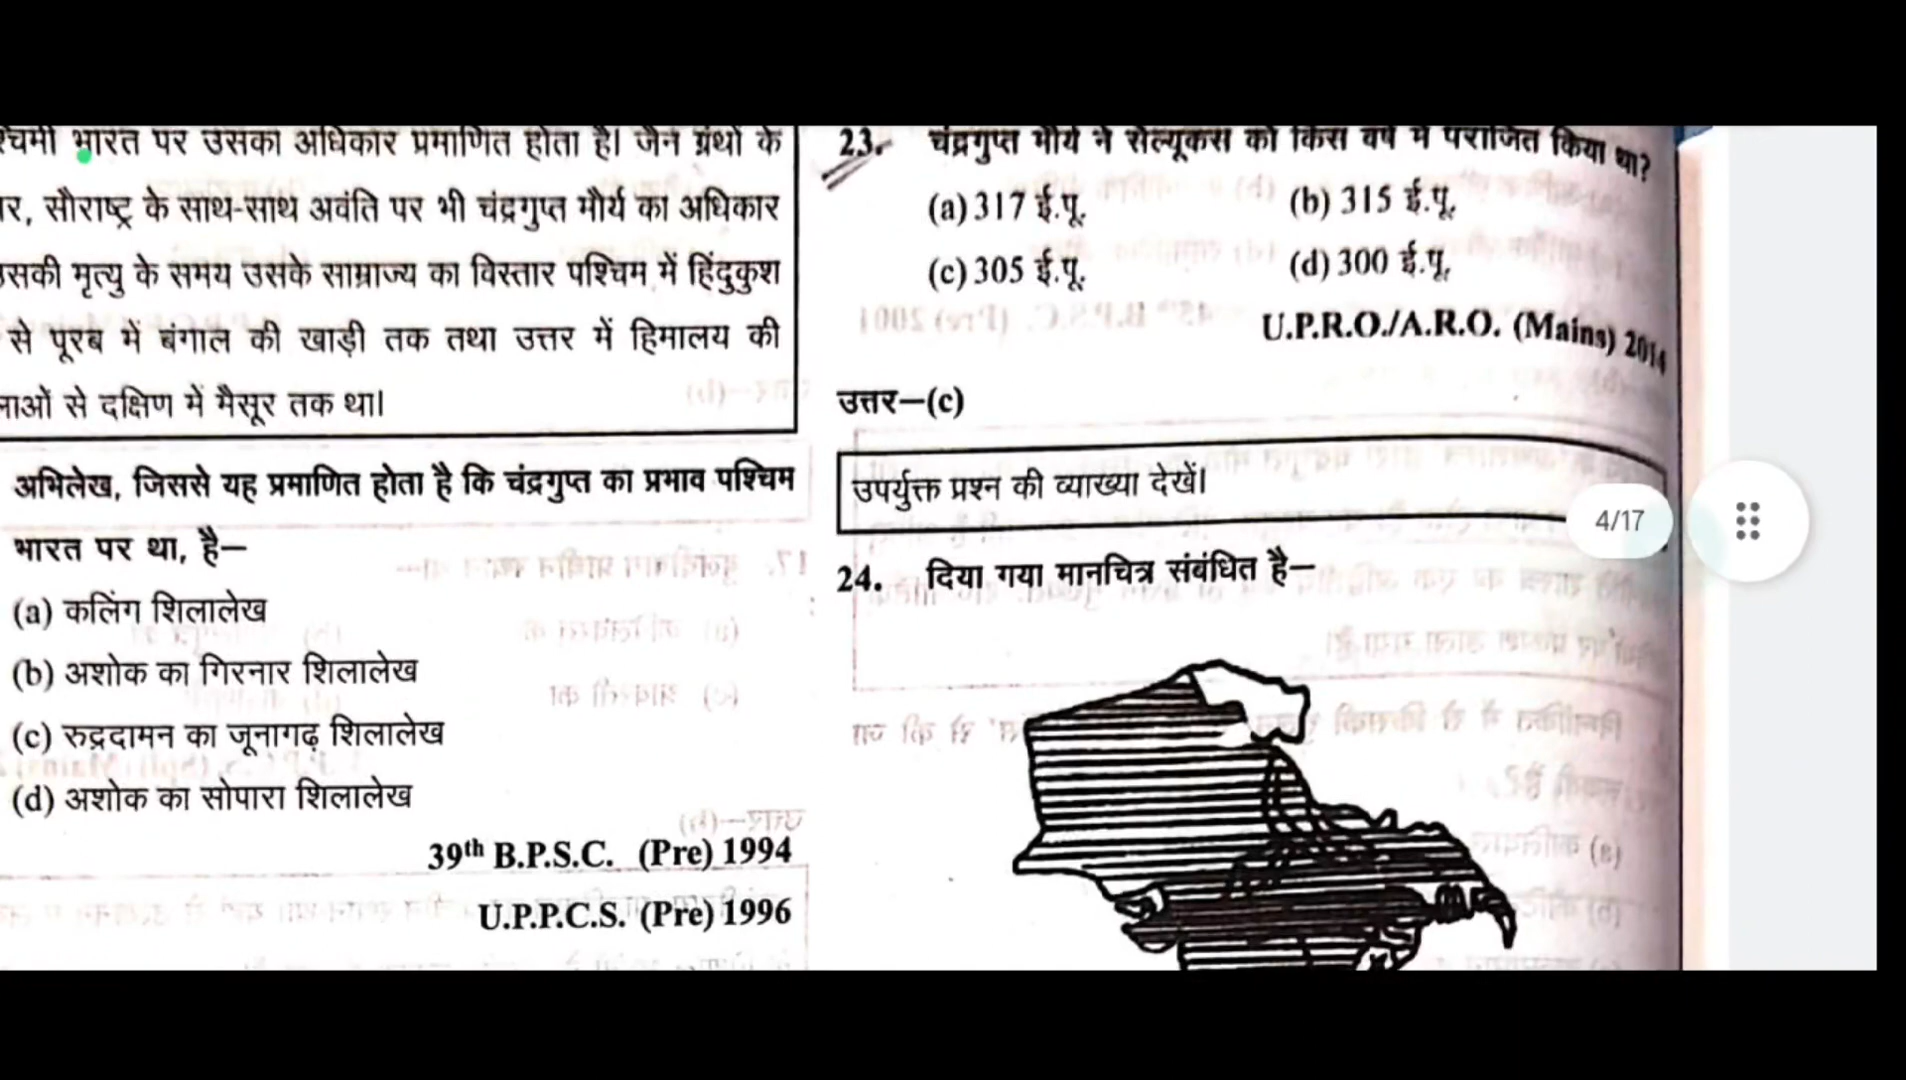 भारत पर उसका अधिकार प्रमाणित होता है। जैन ग्रंथों के
सौराष्ट्र के साथ-साथ अवंति पर भी चंद्रगुप्त मौर्य का अधिकार
उसकी मृत्यु के समय उसके साम्राज्य का विस्तार पश्चिम में हिंदुकुश
से पूरब में बंगाल की खाड़ी तक तथा उत्तर में हिमालय की
से दक्षिण में मैसूर तक था।
अभिलेख, जिससे यह प्रमाणित होता है कि चंद्रगुप्त का प्रभाव पश्चिम
भारत पर था, है—
(a) कलिंग शिलालेख
(b) अशोक का गिरनार शिलालेख
(c) रुद्रदामन का जूनागढ़ शिलालेख
(d) अशोक का सोपारा शिलालेख
39th B.P.S.C. (Pre) 1994
U.P.P.C.S. (Pre) 1996
23. चंद्रगुप्त मौर्य ने सेल्यूकस को किस वर्ष में पराजित किया था?
(a) 317 ई.पू. (b) 315 ई.पू.
(c) 305 ई.पू. (d) 300 ई.पू.
U.P.R.O./A.R.O. (Mains) 2014
उत्तर—(c)
उपर्युक्त प्रश्न की व्याख्या देखें।
4/17
24. दिया गया मानचित्र संबंधित है—